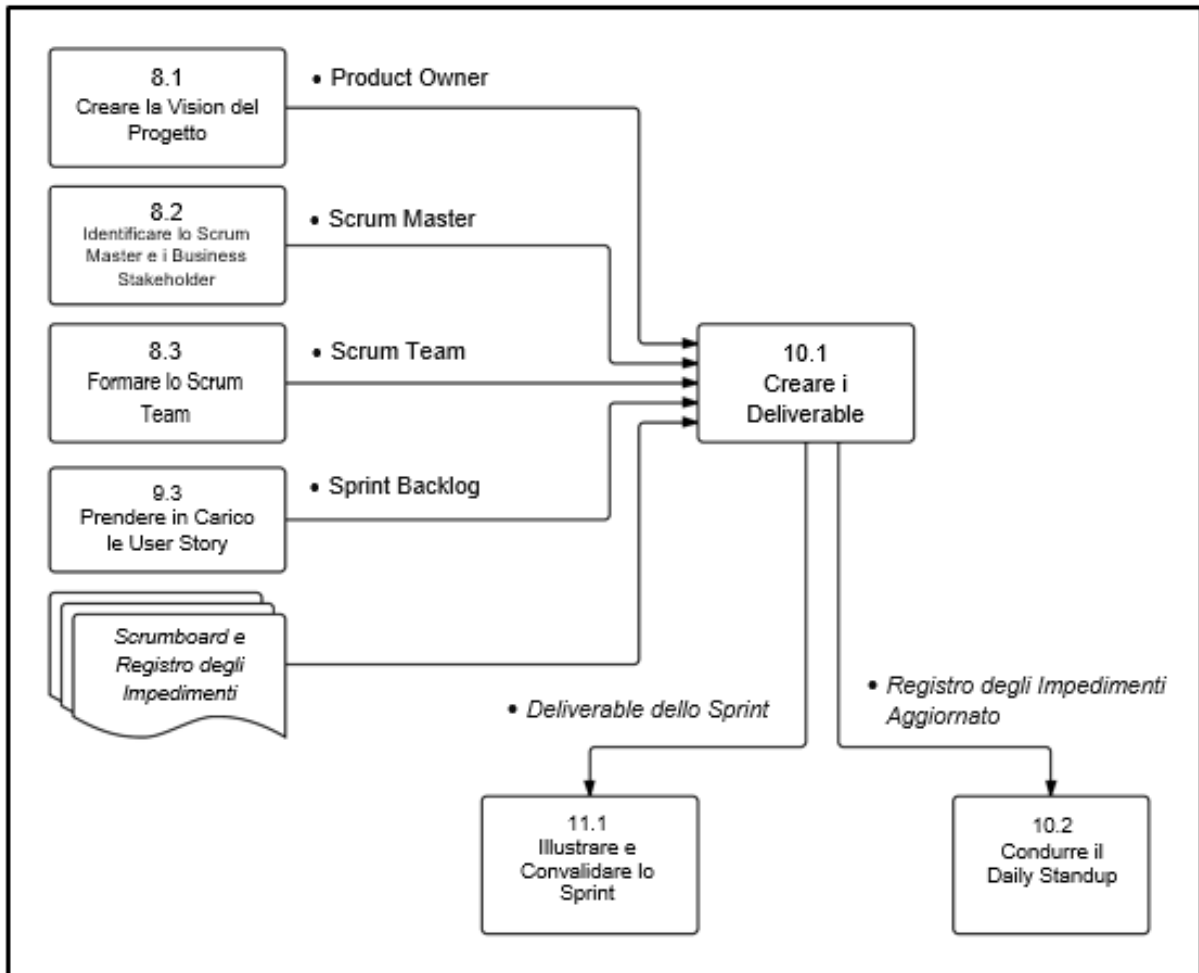 8.1
Creare la Vision del
Progetto
• Product Owner
8.2
Identificare lo Scrum
Master e i Business
Stakeholder
• Scrum Master
8.3
Formare lo Scrum
Team
• Scrum Team
10.1
Creare i
Deliverable
9.3
Prendere in Carico
le User Story
• Sprint Backlog
Scrumboard e
Registro degli
Impedimenti
• Deliverable dello Sprint
• Registro degli Impedimenti
Aggiornato
11.1
Illustrare e
Convalidare lo
Sprint
10.2
Condurre il
Daily Standup